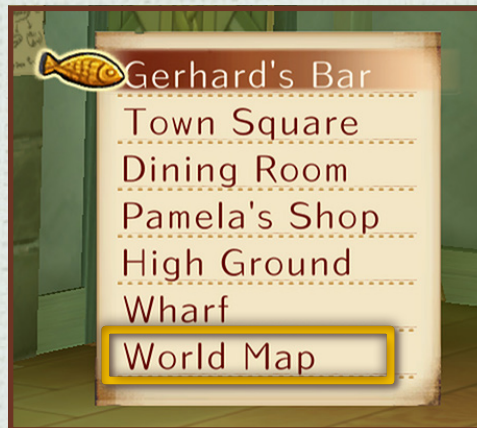 Gerhard's Bar
Town Square
Dining Room
Pamela's Shop
High Ground
Wharf
World Map